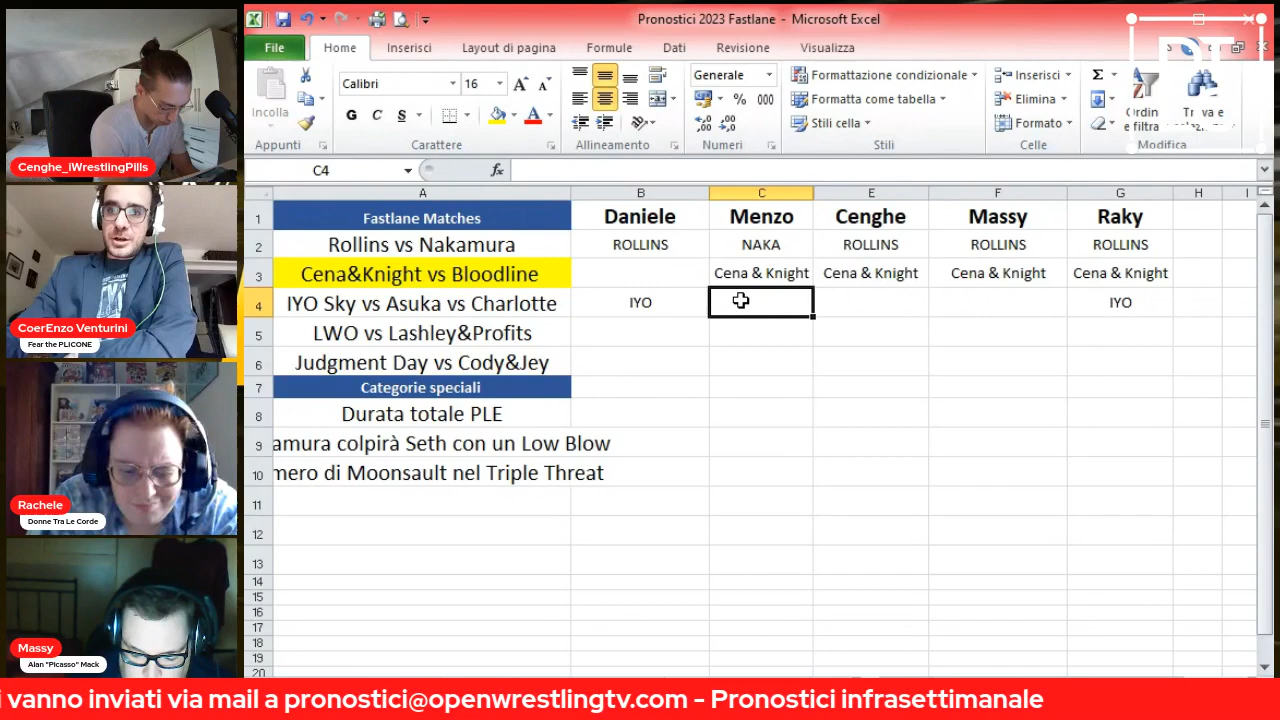 Pronostici 2023 Fastlane - Microsoft Excel
File Home Inserisci Layout di pagina Formule Dati Revisione Visualizza
Incolla
Appunti
Calibri 16
G C S
Carattere
Allineamento
Generale
% 000
Numeri
Formattazione condizionale
Formatta come tabella
Stili cella
Stili
Inserisci
Elimina
Formato
Celle
Σ
e filtra
Modifica
C4 fx
A B C D E F G H I
1 Fastlane Matches Daniele Menzo Cenghe Massy Raky
2 Rollins vs Nakamura ROLLINS NAKA ROLLINS ROLLINS ROLLINS
3 Cena&Knight vs Bloodline Cena & Knight Cena & Knight Cena & Knight Cena & Knight
4 IYO Sky vs Asuka vs Charlotte IYO IYO
5 LWO vs Lashley&Profits
6 Judgment Day vs Cody&Jey
7 Categorie speciali
8 Durata totale PLE
9 amura colpirà Seth con un Low Blow
10 mero di Moonsault nel Triple Threat
11
12
13
14
15
16
17
18
19
20
Cenghe_iWrestlingPills
CoerEnzo Venturini
Fear the PLICONE
Rachele
Donne Tra Le Corde
Massy
Alan "Picasso" Mack
i vanno inviati via mail a pronostici@openwrestlingtv.com - Pronostici infrasettimanale